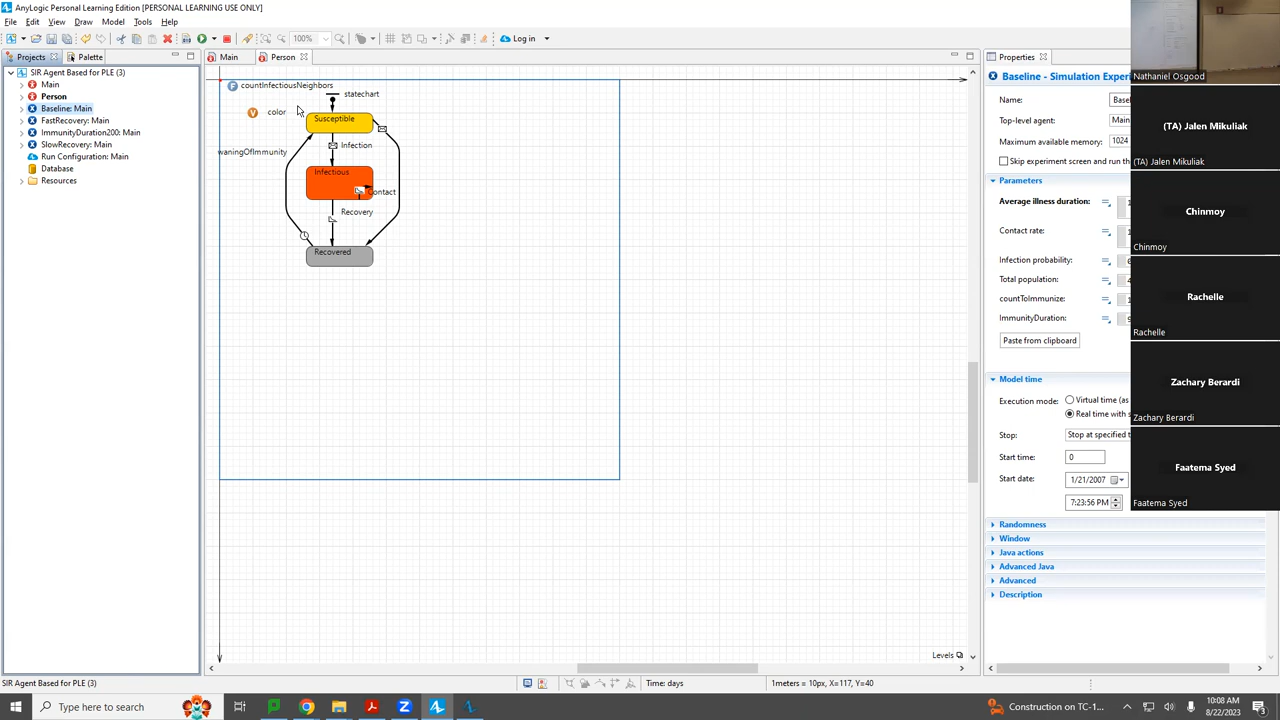 AnyLogic Personal Learning Edition [PERSONAL LEARNING USE ONLY]
File Edit View Draw Model Tools Help
100% Log in
Projects Palette
Main Person
Properties
SIR Agent Based for PLE (3)
Main
Person
Baseline: Main
FastRecovery: Main
ImmunityDuration200: Main
SlowRecovery: Main
Run Configuration: Main
Database
Resources
countInfectiousNeighbors
statechart
color
Susceptible
Infection
waningOfImmunity
Infectious
Contact
Recovery
Recovered
Levels
Baseline - Simulation Experi
Name: Basel
Top-level agent: Main
Maximum available memory: 1024
Skip experiment screen and run th
Parameters
Average illness duration:
Contact rate:
Infection probability:
Total population:
countToImmunize:
ImmunityDuration:
Paste from clipboard
Model time
Execution mode: Virtual time (as
Real time with s
Stop: Stop at specified t
Start time: 0
Start date: 1/21/2007
7:23:56 PM
Randomness
Window
Java actions
Advanced Java
Advanced
Description
Nathaniel Osgood
(TA) Jalen Mikuliak
(TA) Jalen Mikuliak
Chinmoy
Chinmoy
Rachelle
Rachelle
Zachary Berardi
Zachary Berardi
Faatema Syed
Faatema Syed
SIR Agent Based for PLE (3) Time: days 1meters = 10px, X=117, Y=40
Type here to search
Construction on TC-1...
10:08 AM
8/22/2023